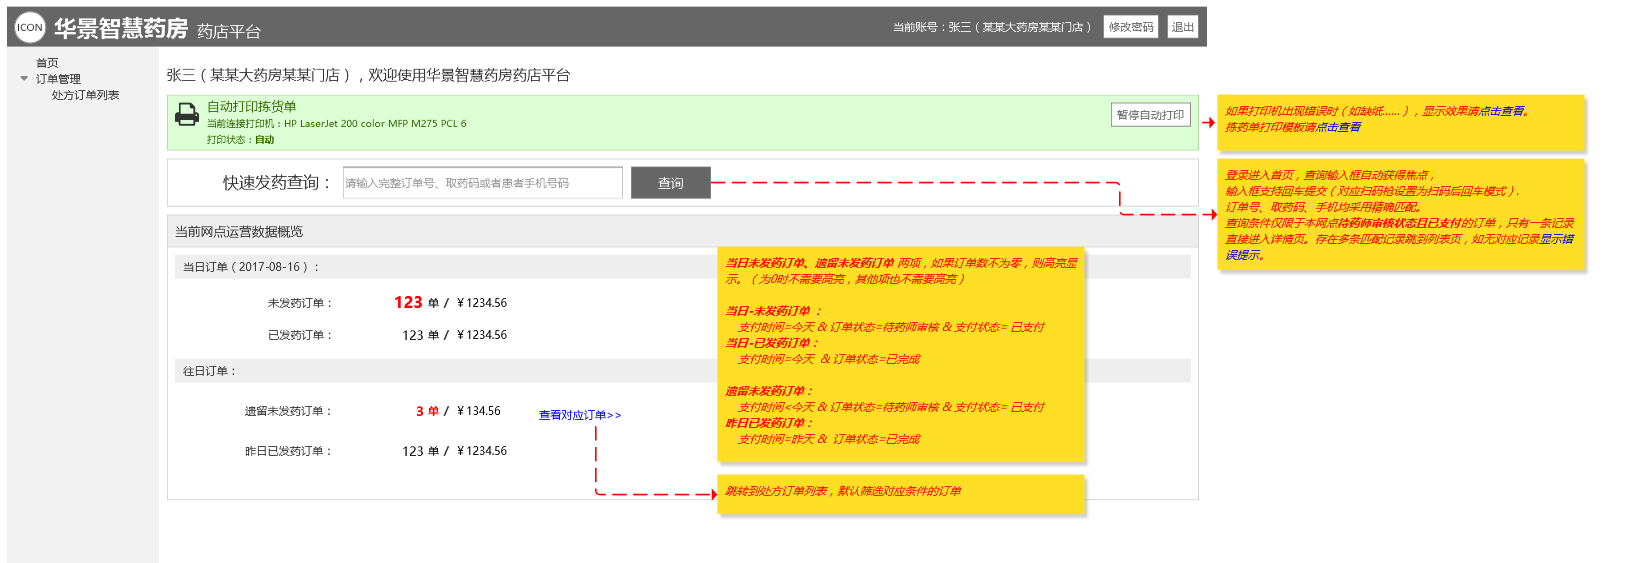 ICON 华景智慧药房 药店平台
当前账号：张三（某某大药房某某门店） 修改密码 退出
首页
订单管理
处方订单列表
张三（某某大药房某某门店），欢迎使用华景智慧药房药店平台
自动打印拣货单
当前连接打印机：HP LaserJet 200 color MFP M275 PCL 6
打印状态：自动
暂停自动打印
如果打印机出现错误时（如缺纸......），显示效果请点击查看。
拣药单打印模板请点击查看
快速发药查询： 请输入完整订单号、取药码或者患者手机号码 查询
登录进入首页，查询输入框自动获得焦点，
输入框支持回车提交（对应扫码枪设置为扫码后回车模式）.
订单号、取药码、手机均采用精确匹配。
查询条件仅限于本网点待药师审核状态且已支付的订单，只有一条记录
直接进入详情页。存在多条匹配记录跳到列表页，如无对应记录显示错
误提示。
当前网点运营数据概览
当日订单（2017-08-16）：
未发药订单： 123 单 / ￥1234.56
已发药订单： 123 单 / ￥1234.56
往日订单：
遗留未发药订单： 3 单 / ￥134.56 查看对应订单>>
昨日已发药订单： 123 单 / ￥1234.56
当日未发药订单、遗留未发药订单 两项，如果订单数不为零，则高亮显
示。（为0时不需要高亮，其他项也不需要高亮）
当日-未发药订单 ：
支付时间=今天 & 订单状态=待药师审核 & 支付状态= 已支付
当日-已发药订单：
支付时间=今天 & 订单状态=已完成
遗留未发药订单：
支付时间<今天 & 订单状态=待药师审核 & 支付状态= 已支付
昨日已发药订单：
支付时间=昨天 & 订单状态=已完成
跳转到处方订单列表，默认筛选对应条件的订单